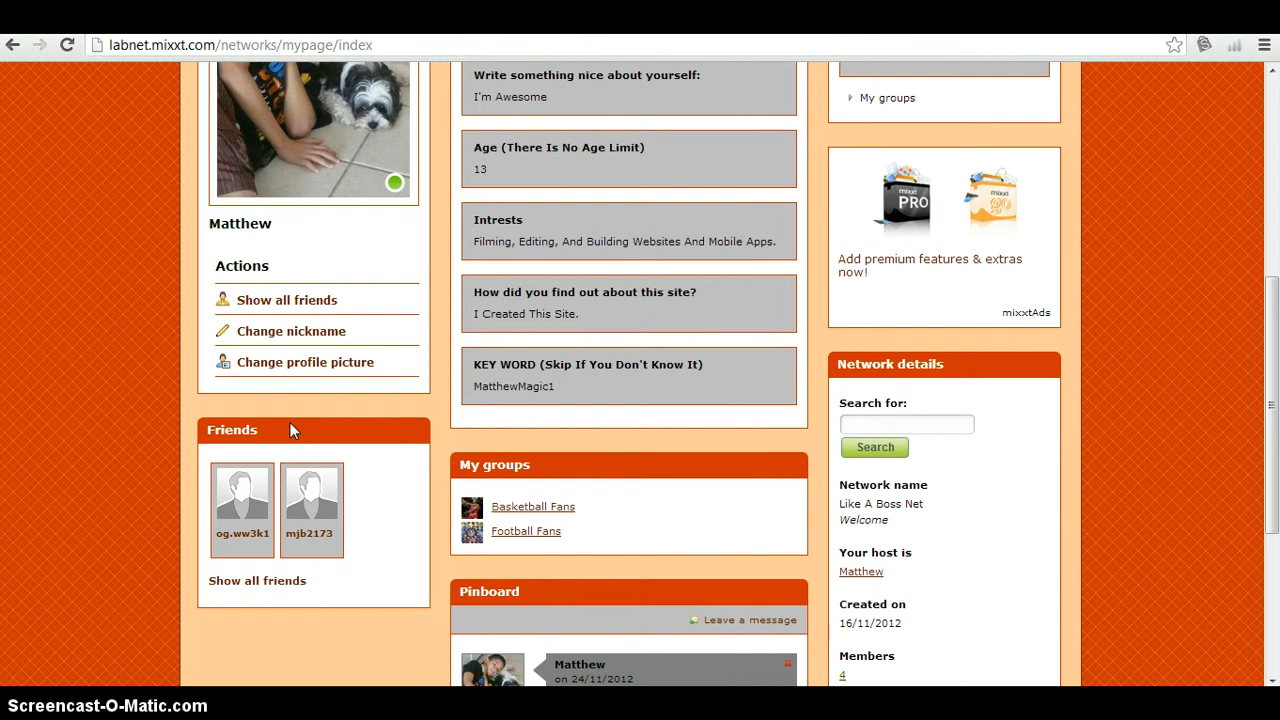 labnet.mixxt.com/networks/mypage/index
Matthew
Actions
Show all friends
Change nickname
Change profile picture
Friends
og.ww3k1
mjb2173
Show all friends
Write something nice about yourself:
I'm Awesome
Age (There Is No Age Limit)
13
Intrests
Filming, Editing, And Building Websites And Mobile Apps.
How did you find out about this site?
I Created This Site.
KEY WORD (Skip If You Don't Know It)
MatthewMagic1
My groups
Basketball Fans
Football Fans
Pinboard
Leave a message
Matthew
on 24/11/2012
My groups
mixxt
PRO
mixxt
go
Add premium features & extras
now!
mixxtAds
Network details
Search for:
Search
Network name
Like A Boss Net
Welcome
Your host is
Matthew
Created on
16/11/2012
Members
4
Screencast-O-Matic.com